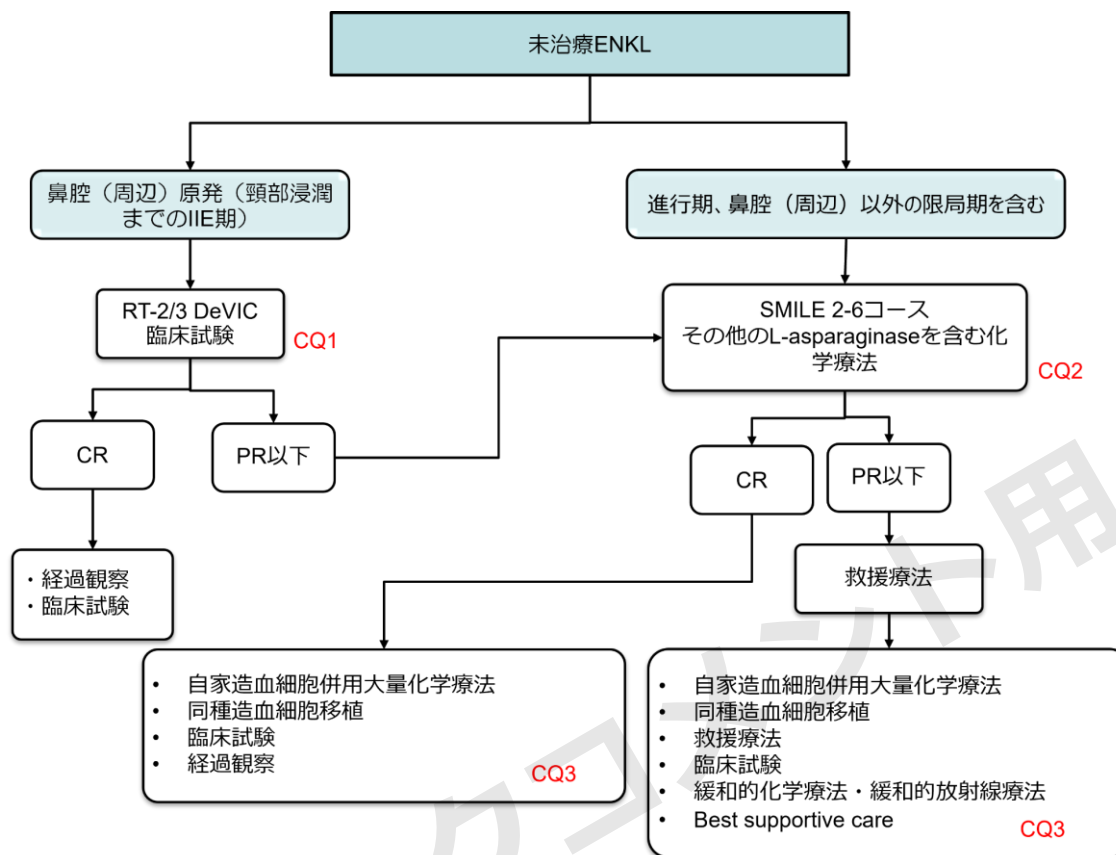 未治療ENKL
鼻腔（周辺）原発（頸部浸潤
までのIIE期）
進行期、鼻腔（周辺）以外の限局期を含む
RT-2/3 DeVIC
臨床試験
CQ1
SMILE 2-6コース
その他のL-asparaginaseを含む化
学療法
CQ2
CR
PR以下
CR
PR以下
・経過観察
・臨床試験
救援療法
• 自家造血細胞併用大量化学療法
• 同種造血細胞移植
• 臨床試験
• 経過観察
CQ3
• 自家造血細胞併用大量化学療法
• 同種造血細胞移植
• 救援療法
• 臨床試験
• 緩和的化学療法・緩和的放射線療法
• Best supportive care
CQ3
クコメント用